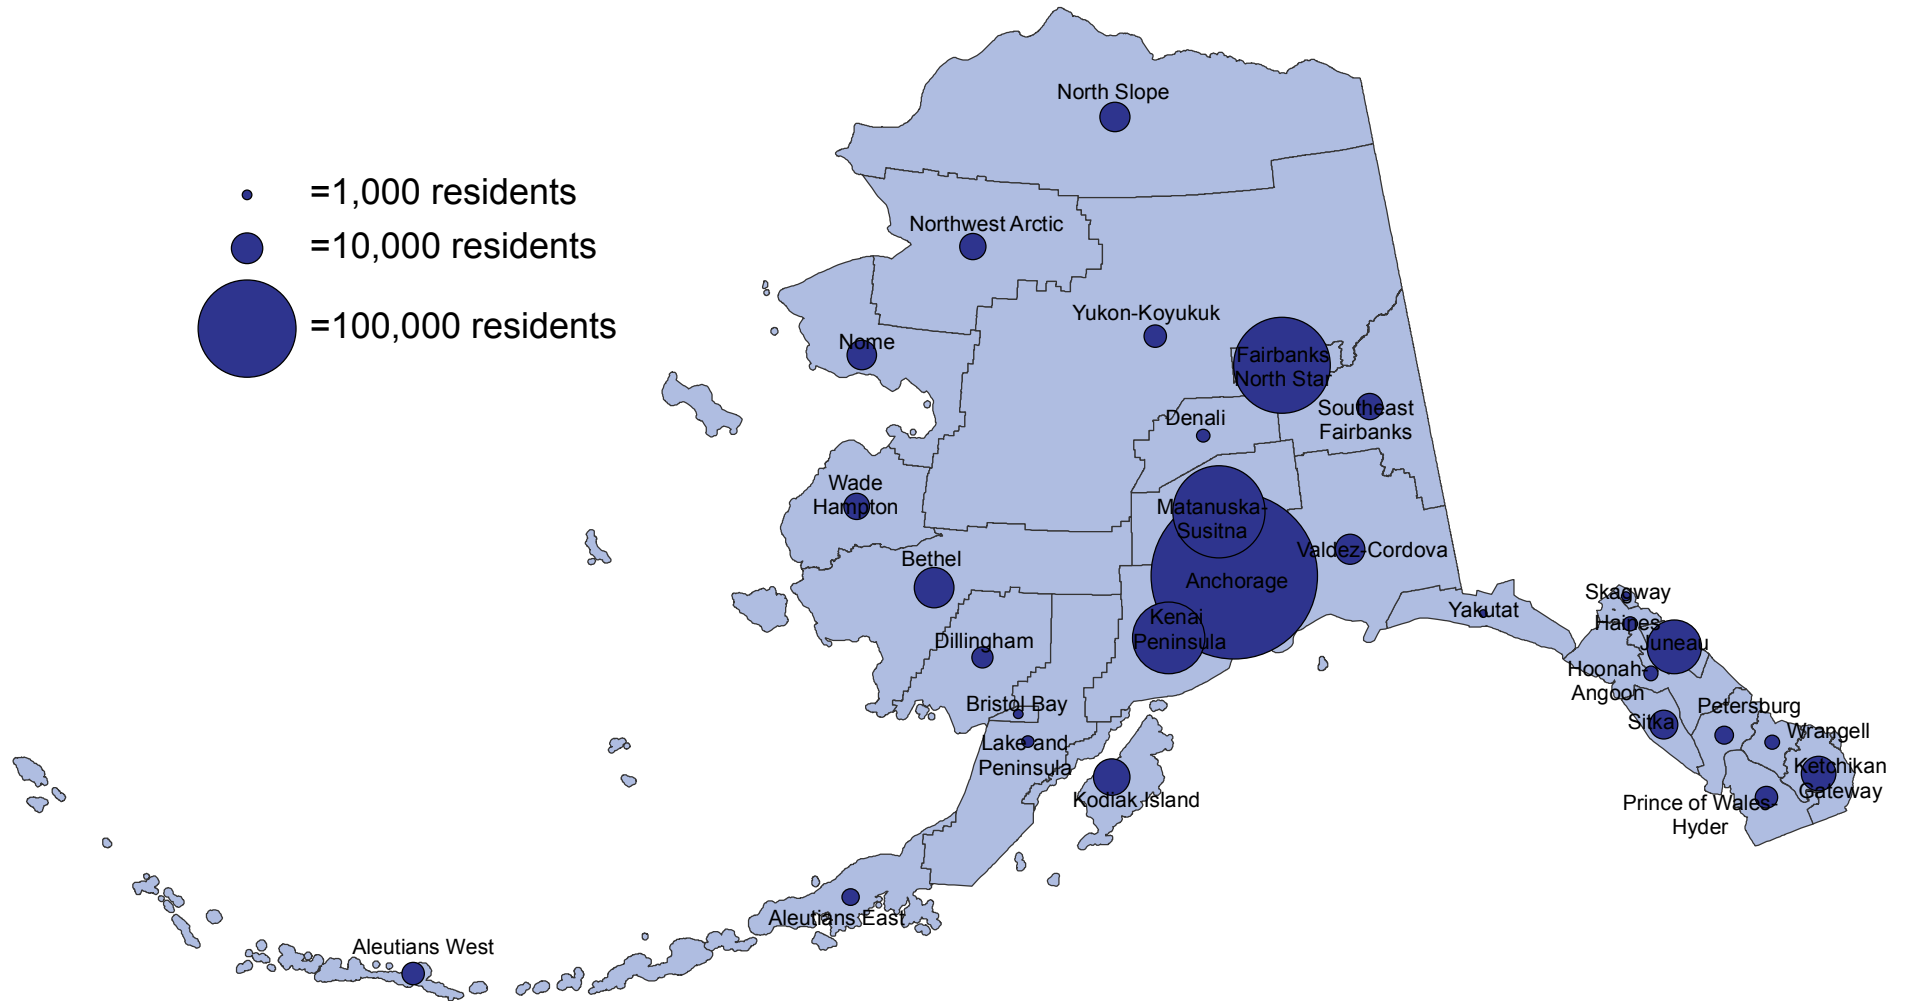 North Slope
=1,000 residents
Northwest Arctic
=10,000 residents
Yukon-Koyukuk
=100,000 residents
Nome
Fairbanks
North Star
Denali
Southeast
Fairbanks
Wade
Hampton
Matanuska-
Susitna
Valdez-Cordova
Bethel
Anchorage
Skagway
Yakutat
Kenai
Peninsula
Haines
Juneau
Dillingham
Hoonah-
Angoon
Bristol Bay
Petersburg
Sitka
Wrangell
Lake and
Peninsula
Ketchikan
Gateway
Kodiak Island
Prince of Wales-
Hyder
Aleutians East
Aleutians West